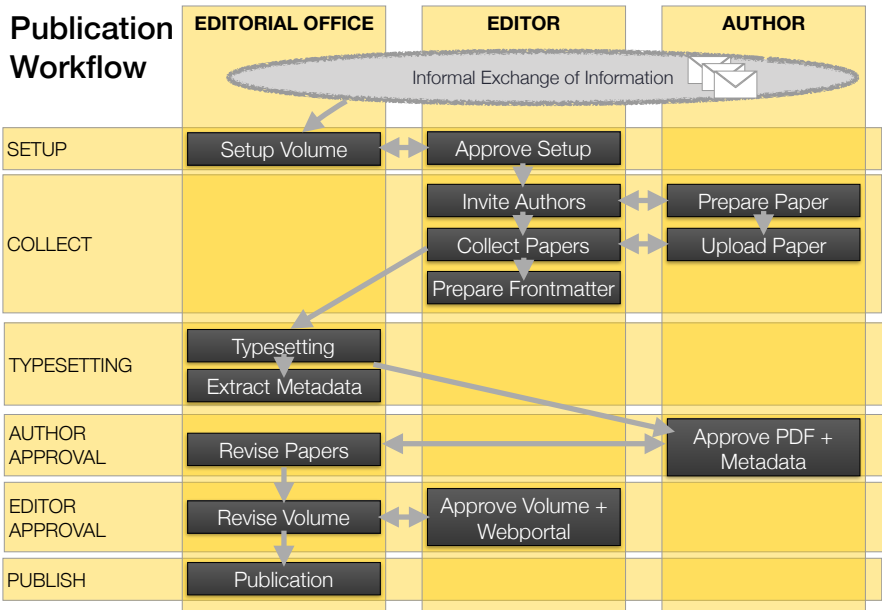 Publication
Workflow
EDITORIAL OFFICE
EDITOR
AUTHOR
Informal Exchange of Information
SETUP
Setup Volume
Approve Setup
COLLECT
Invite Authors
Prepare Paper
Collect Papers
Upload Paper
Prepare Frontmatter
TYPESETTING
Typesetting
Extract Metadata
AUTHOR
APPROVAL
Revise Papers
Approve PDF +
Metadata
EDITOR
APPROVAL
Revise Volume
Approve Volume +
Webportal
PUBLISH
Publication